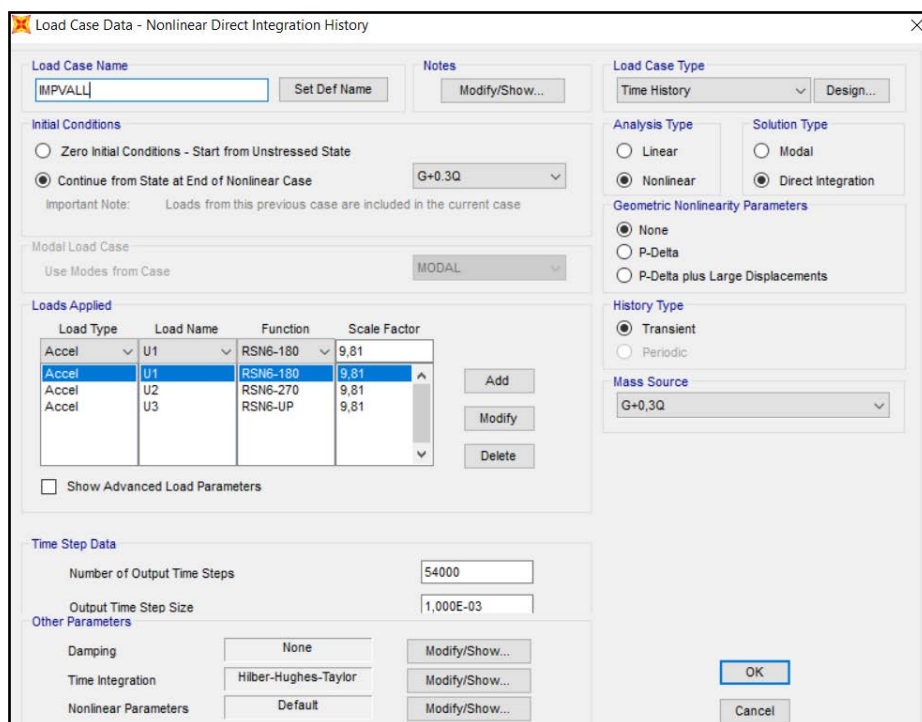 Load Case Data - Nonlinear Direct Integration History
Load Case Name
IMPVALL
Set Def Name
Notes
Modify/Show...
Load Case Type
Time History
Design...
Initial Conditions
Zero Initial Conditions - Start from Unstressed State
Continue from State at End of Nonlinear Case
G+0.3Q
Important Note: Loads from this previous case are included in the current case
Analysis Type
Linear
Nonlinear
Solution Type
Modal
Direct Integration
Geometric Nonlinearity Parameters
None
P-Delta
P-Delta plus Large Displacements
Modal Load Case
Use Modes from Case
MODAL
History Type
Transient
Periodic
Loads Applied
Load Type Load Name Function Scale Factor
Accel U1 RSN6-180 9,81
Accel U1 RSN6-180 9,81
Accel U2 RSN6-270 9,81
Accel U3 RSN6-UP 9,81
Add
Modify
Delete
Show Advanced Load Parameters
Mass Source
G+0,3Q
Time Step Data
Number of Output Time Steps 54000
Output Time Step Size 1,000E-03
Other Parameters
Damping None Modify/Show...
Time Integration Hilber-Hughes-Taylor Modify/Show...
Nonlinear Parameters Default Modify/Show...
OK
Cancel